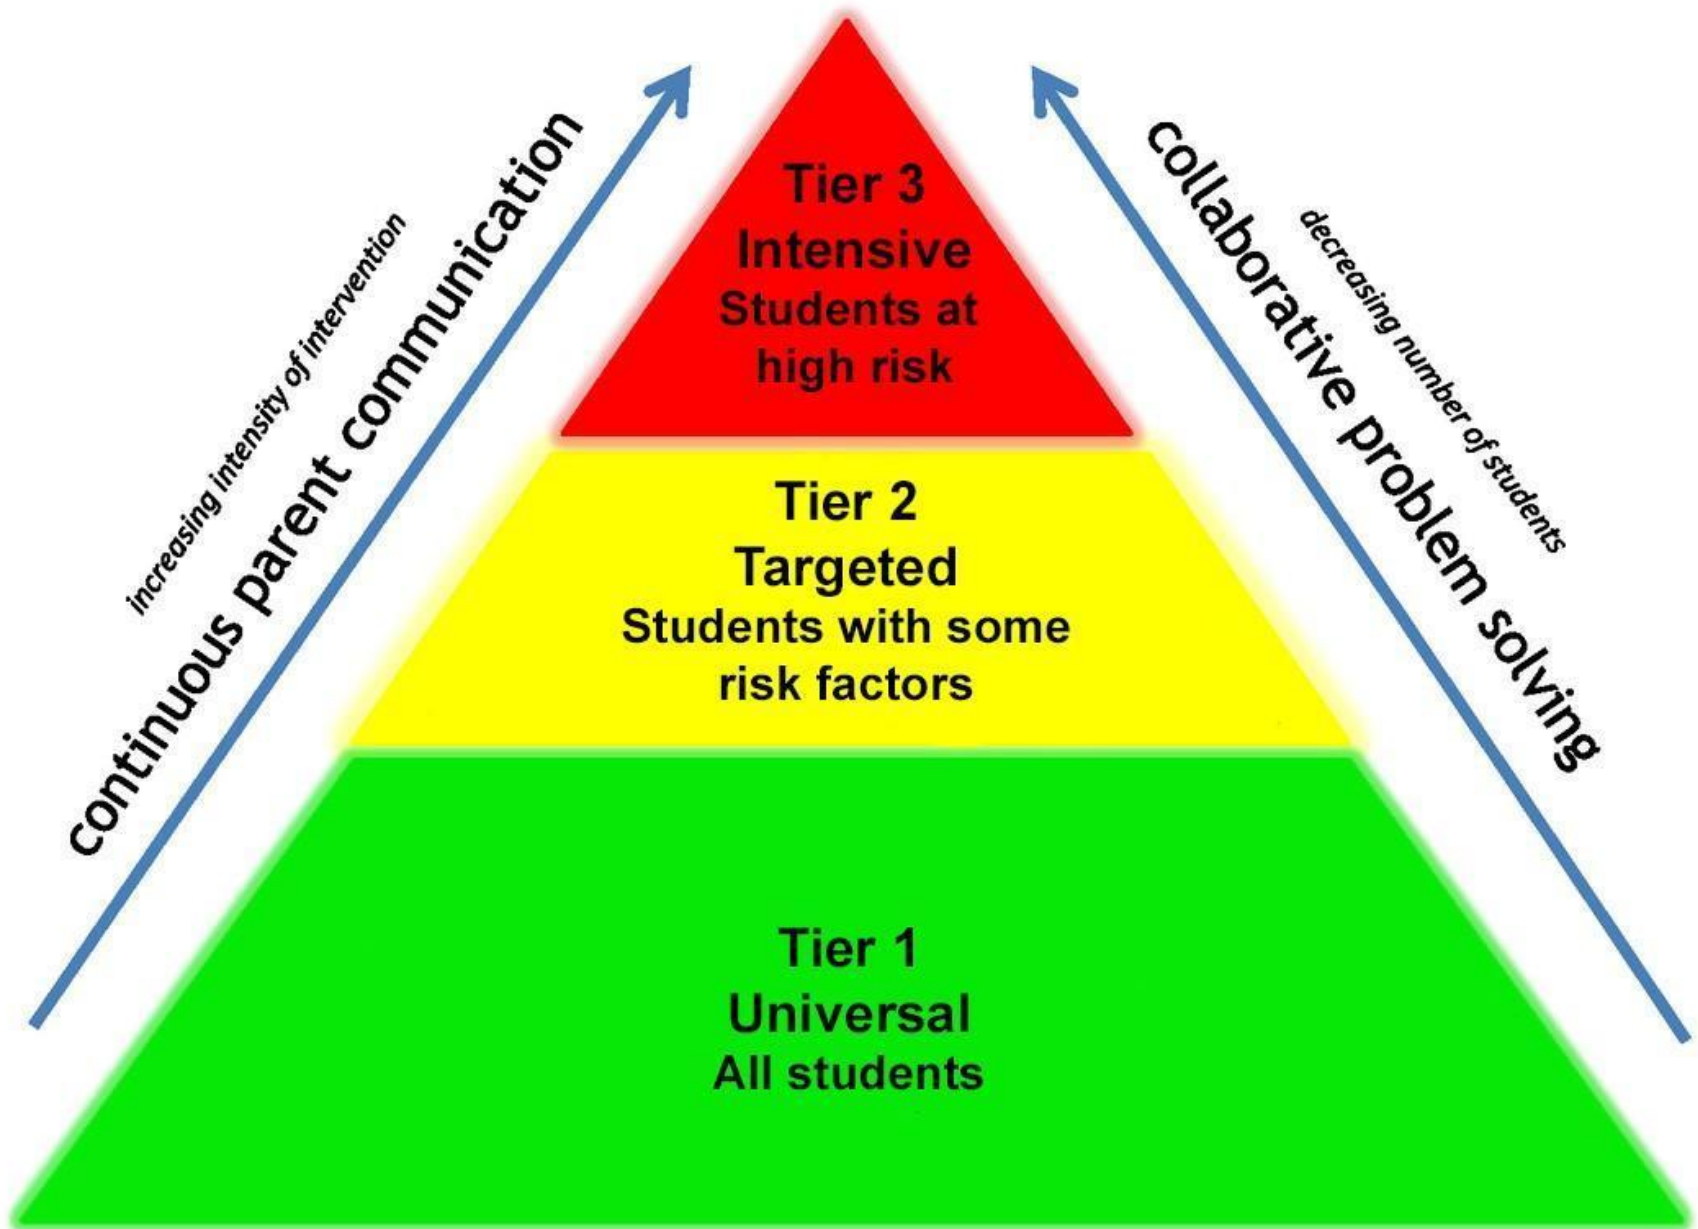 Tier 3
Intensive
Students at
high risk
Tier 2
Targeted
Students with some
risk factors
Tier 1
Universal
All students
increasing intensity of intervention
continuous parent communication
collaborative problem solving
decreasing number of students